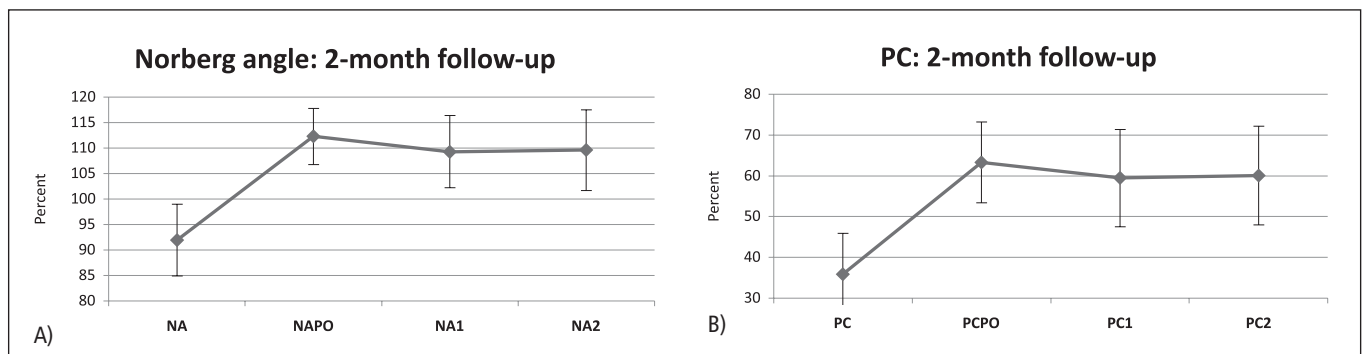 Norberg angle: 2-month follow-up
120
115
110
105
100
95
90
85
80
Percent
NA NAPO NA1 NA2
A)
PC: 2-month follow-up
80
70
60
50
40
30
Percent
PC PCPO PC1 PC2
B)